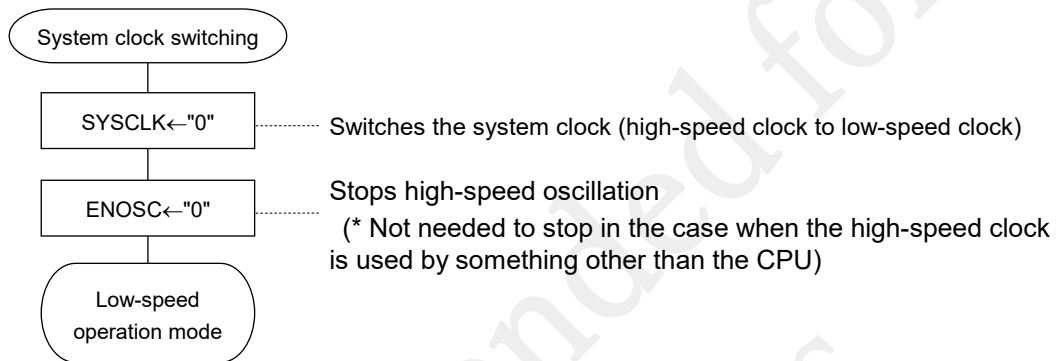 System clock switching
SYSCLK←"0"
Switches the system clock (high-speed clock to low-speed clock)
ENOSC←"0"
Stops high-speed oscillation
(* Not needed to stop in the case when the high-speed clock
is used by something other than the CPU)
Low-speed
operation mode